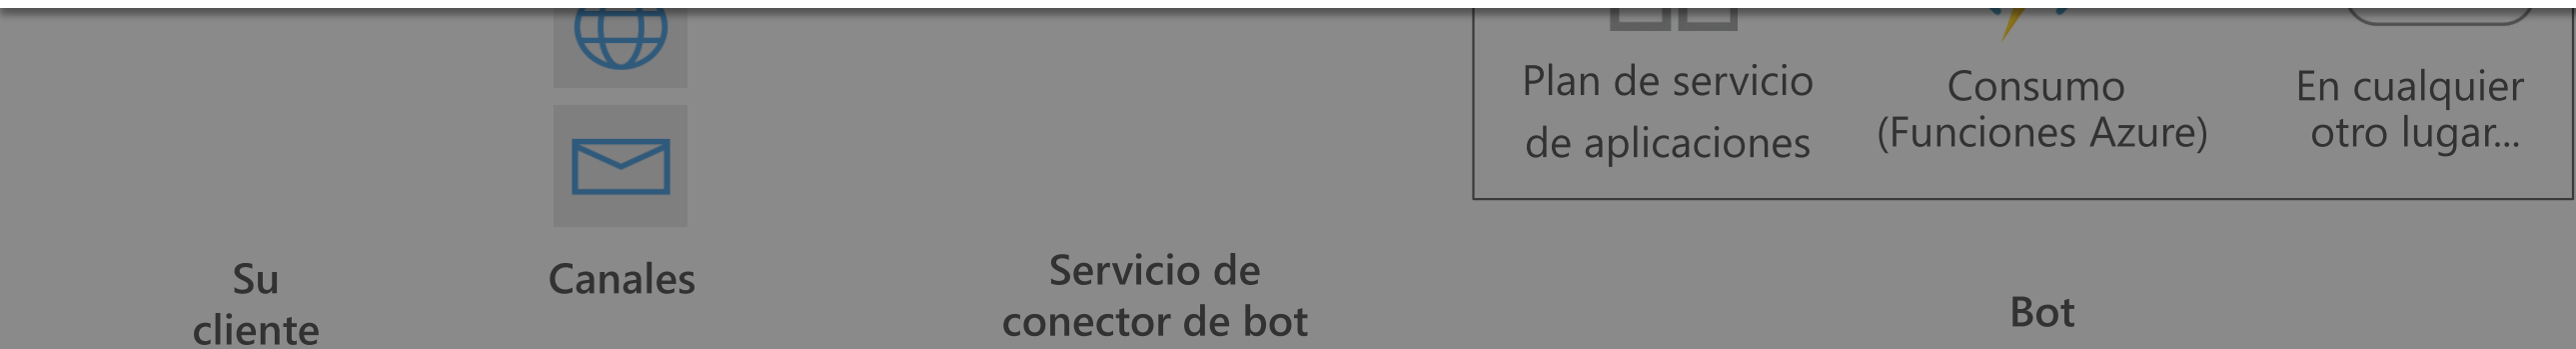 Plan de servicio
de aplicaciones
Consumo
(Funciones Azure)
En cualquier
otro lugar...
Su
cliente
Canales
Servicio de
conector de bot
Bot